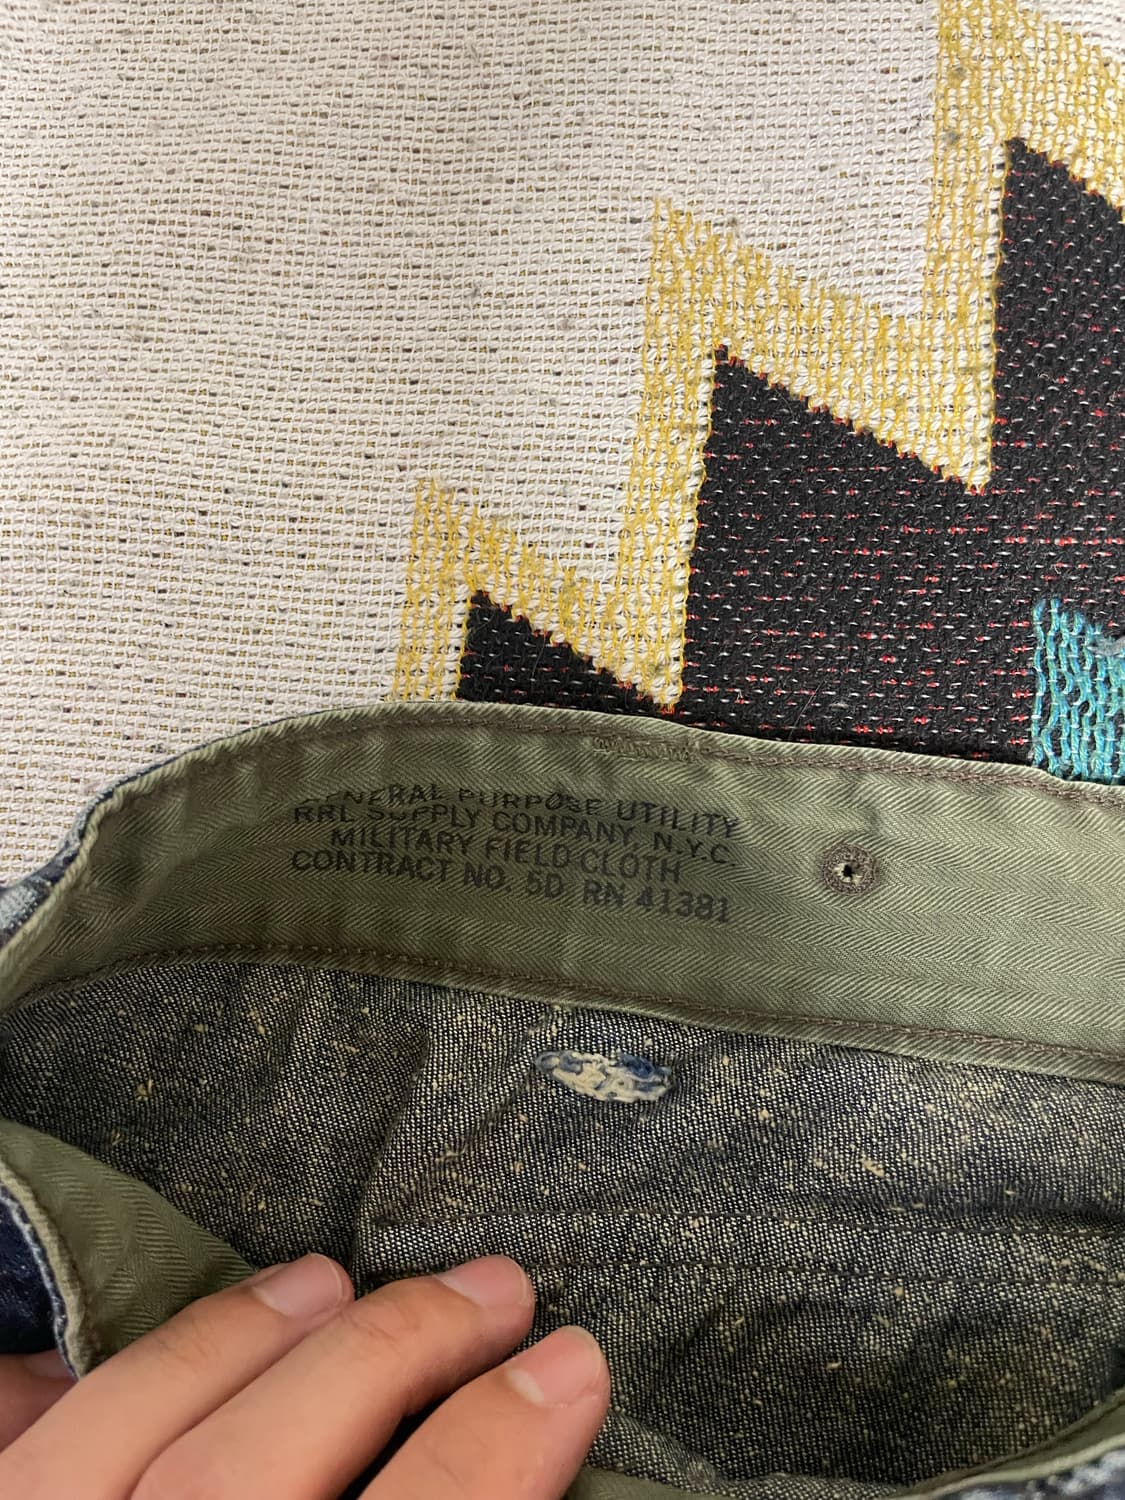 GENERAL PURPOSE UTILITY
RRL SUPPLY COMPANY, N.Y.C.
MILITARY FIELD CLOTH
CONTRACT NO. 5D RN 41381